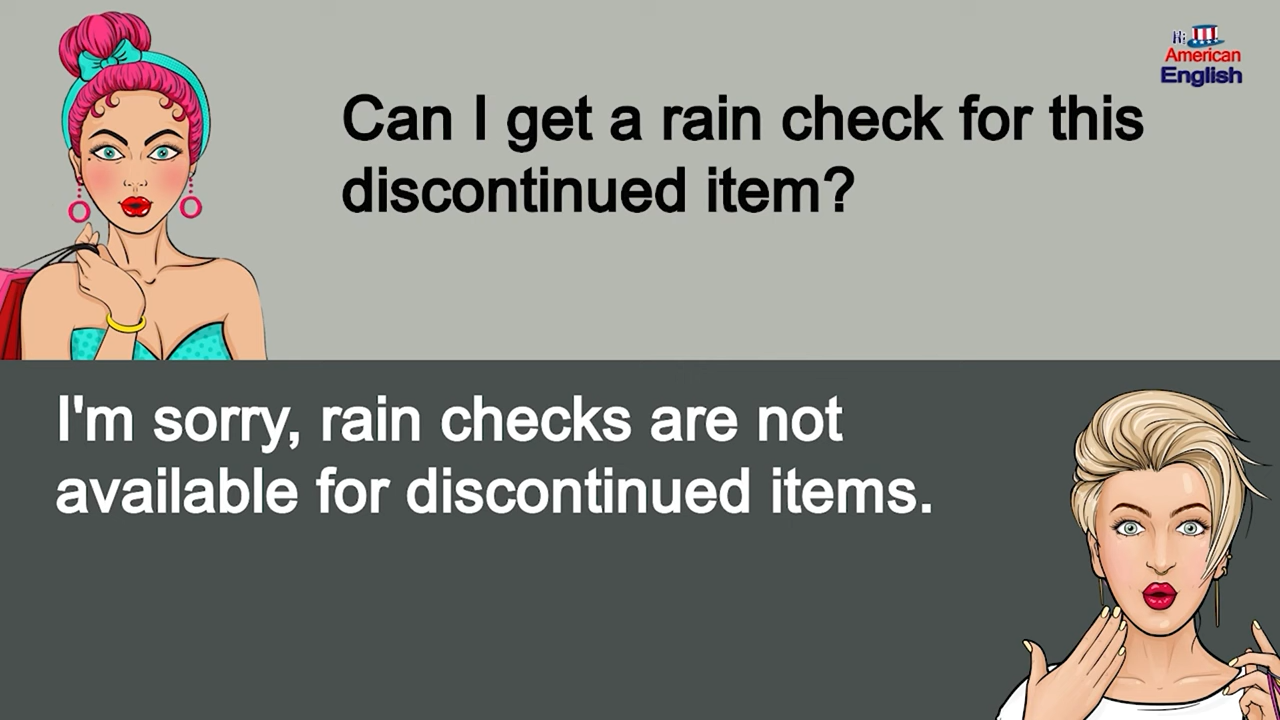 Hi
American
English
Can I get a rain check for this
discontinued item?
I'm sorry, rain checks are not
available for discontinued items.